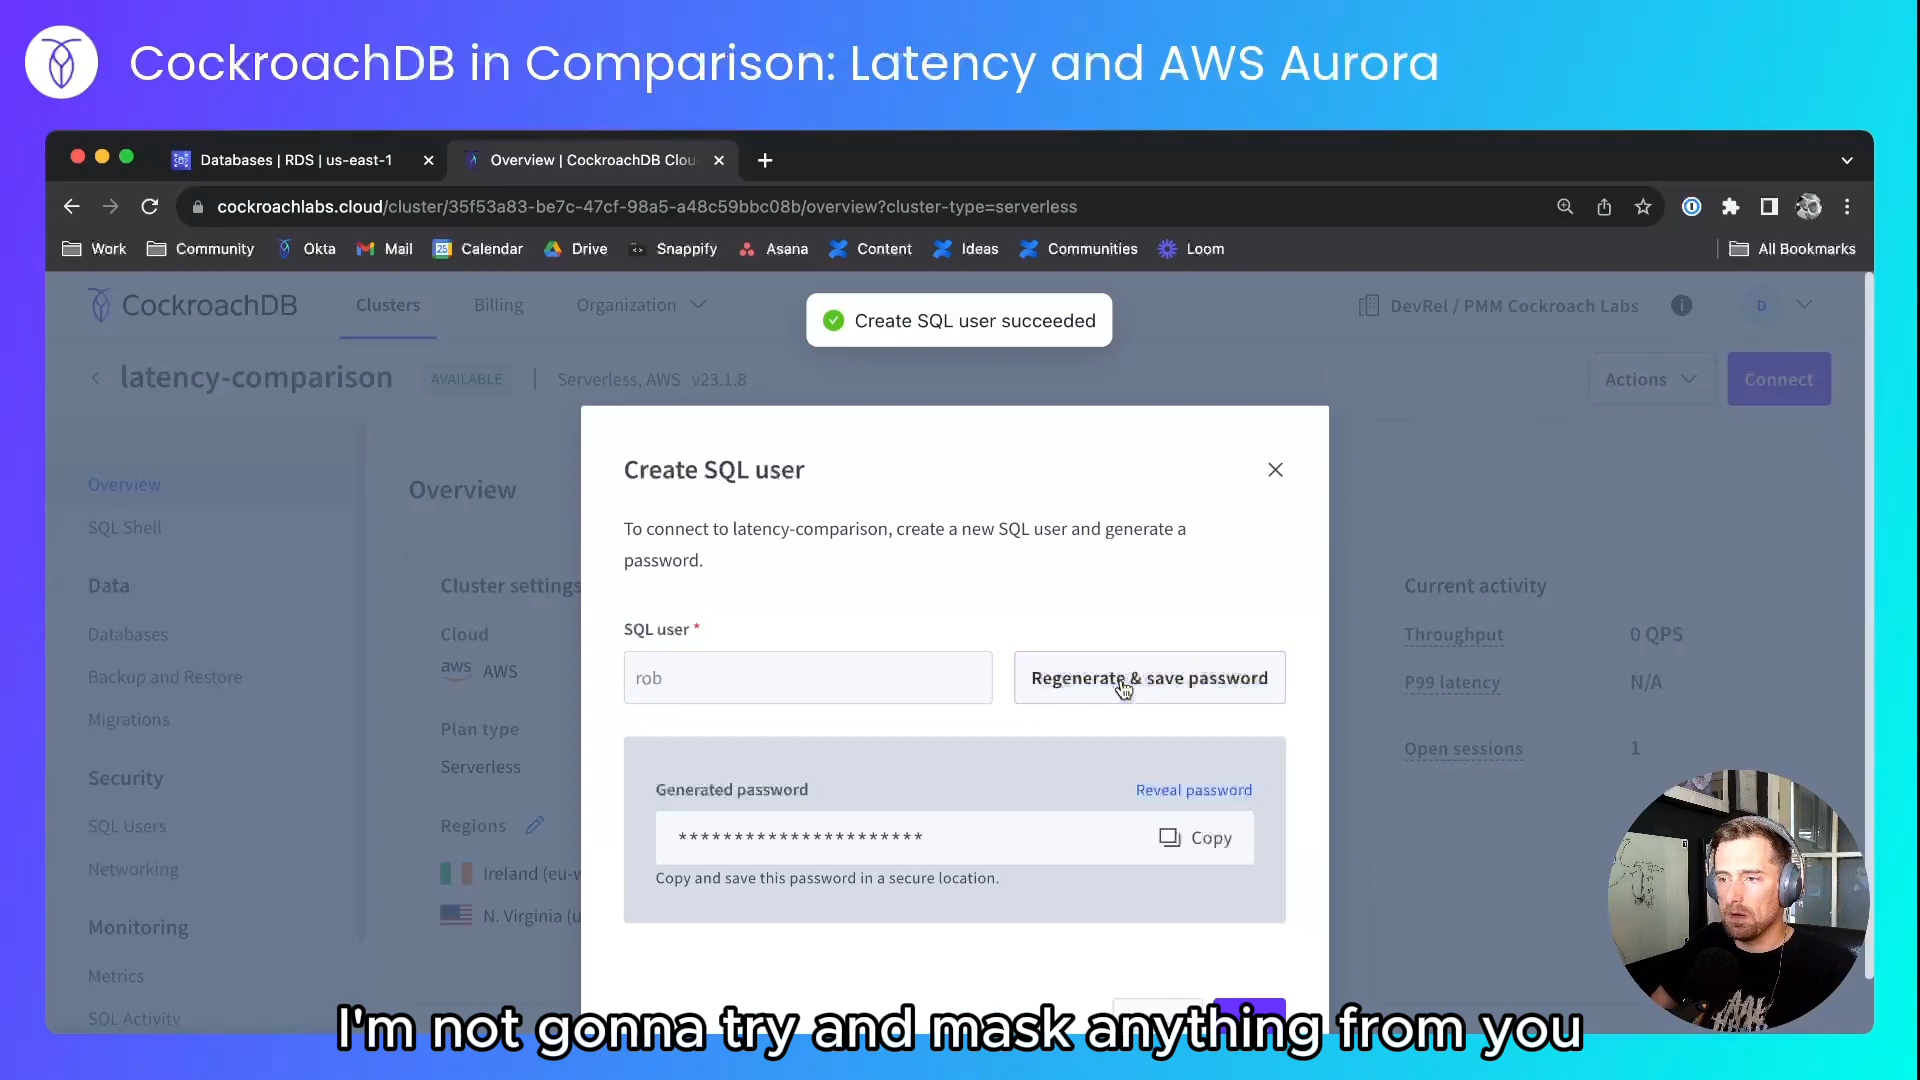 CockroachDB in Comparison: Latency and AWS Aurora
Databases | RDS | us-east-1
Overview | CockroachDB Clou
cockroachlabs.cloud/cluster/35f53a83-be7c-47cf-98a5-a48c59bbc08b/overview?cluster-type=serverless
Work Community Okta Mail 25 Calendar Drive Snappify Asana Content Ideas Communities Loom All Bookmarks
CockroachDB Clusters Billing Organization DevRel / PMM Cockroach Labs D
Create SQL user succeeded
latency-comparison AVAILABLE Serverless, AWS v23.1.8 Actions Connect
Overview
SQL Shell
Data
Databases
Backup and Restore
Migrations
Security
SQL Users
Networking
Monitoring
Metrics
SQL Activity
Overview
Cluster settings
Cloud
aws AWS
Plan type
Serverless
Regions
Ireland (eu-w
N. Virginia (u
Create SQL user
To connect to latency-comparison, create a new SQL user and generate a
password.
SQL user *
rob Regenerate & save password
Generated password Reveal password
********************** Copy
Copy and save this password in a secure location.
Current activity
Throughput 0 QPS
P99 latency N/A
Open sessions 1
I'm not gonna try and mask anything from you